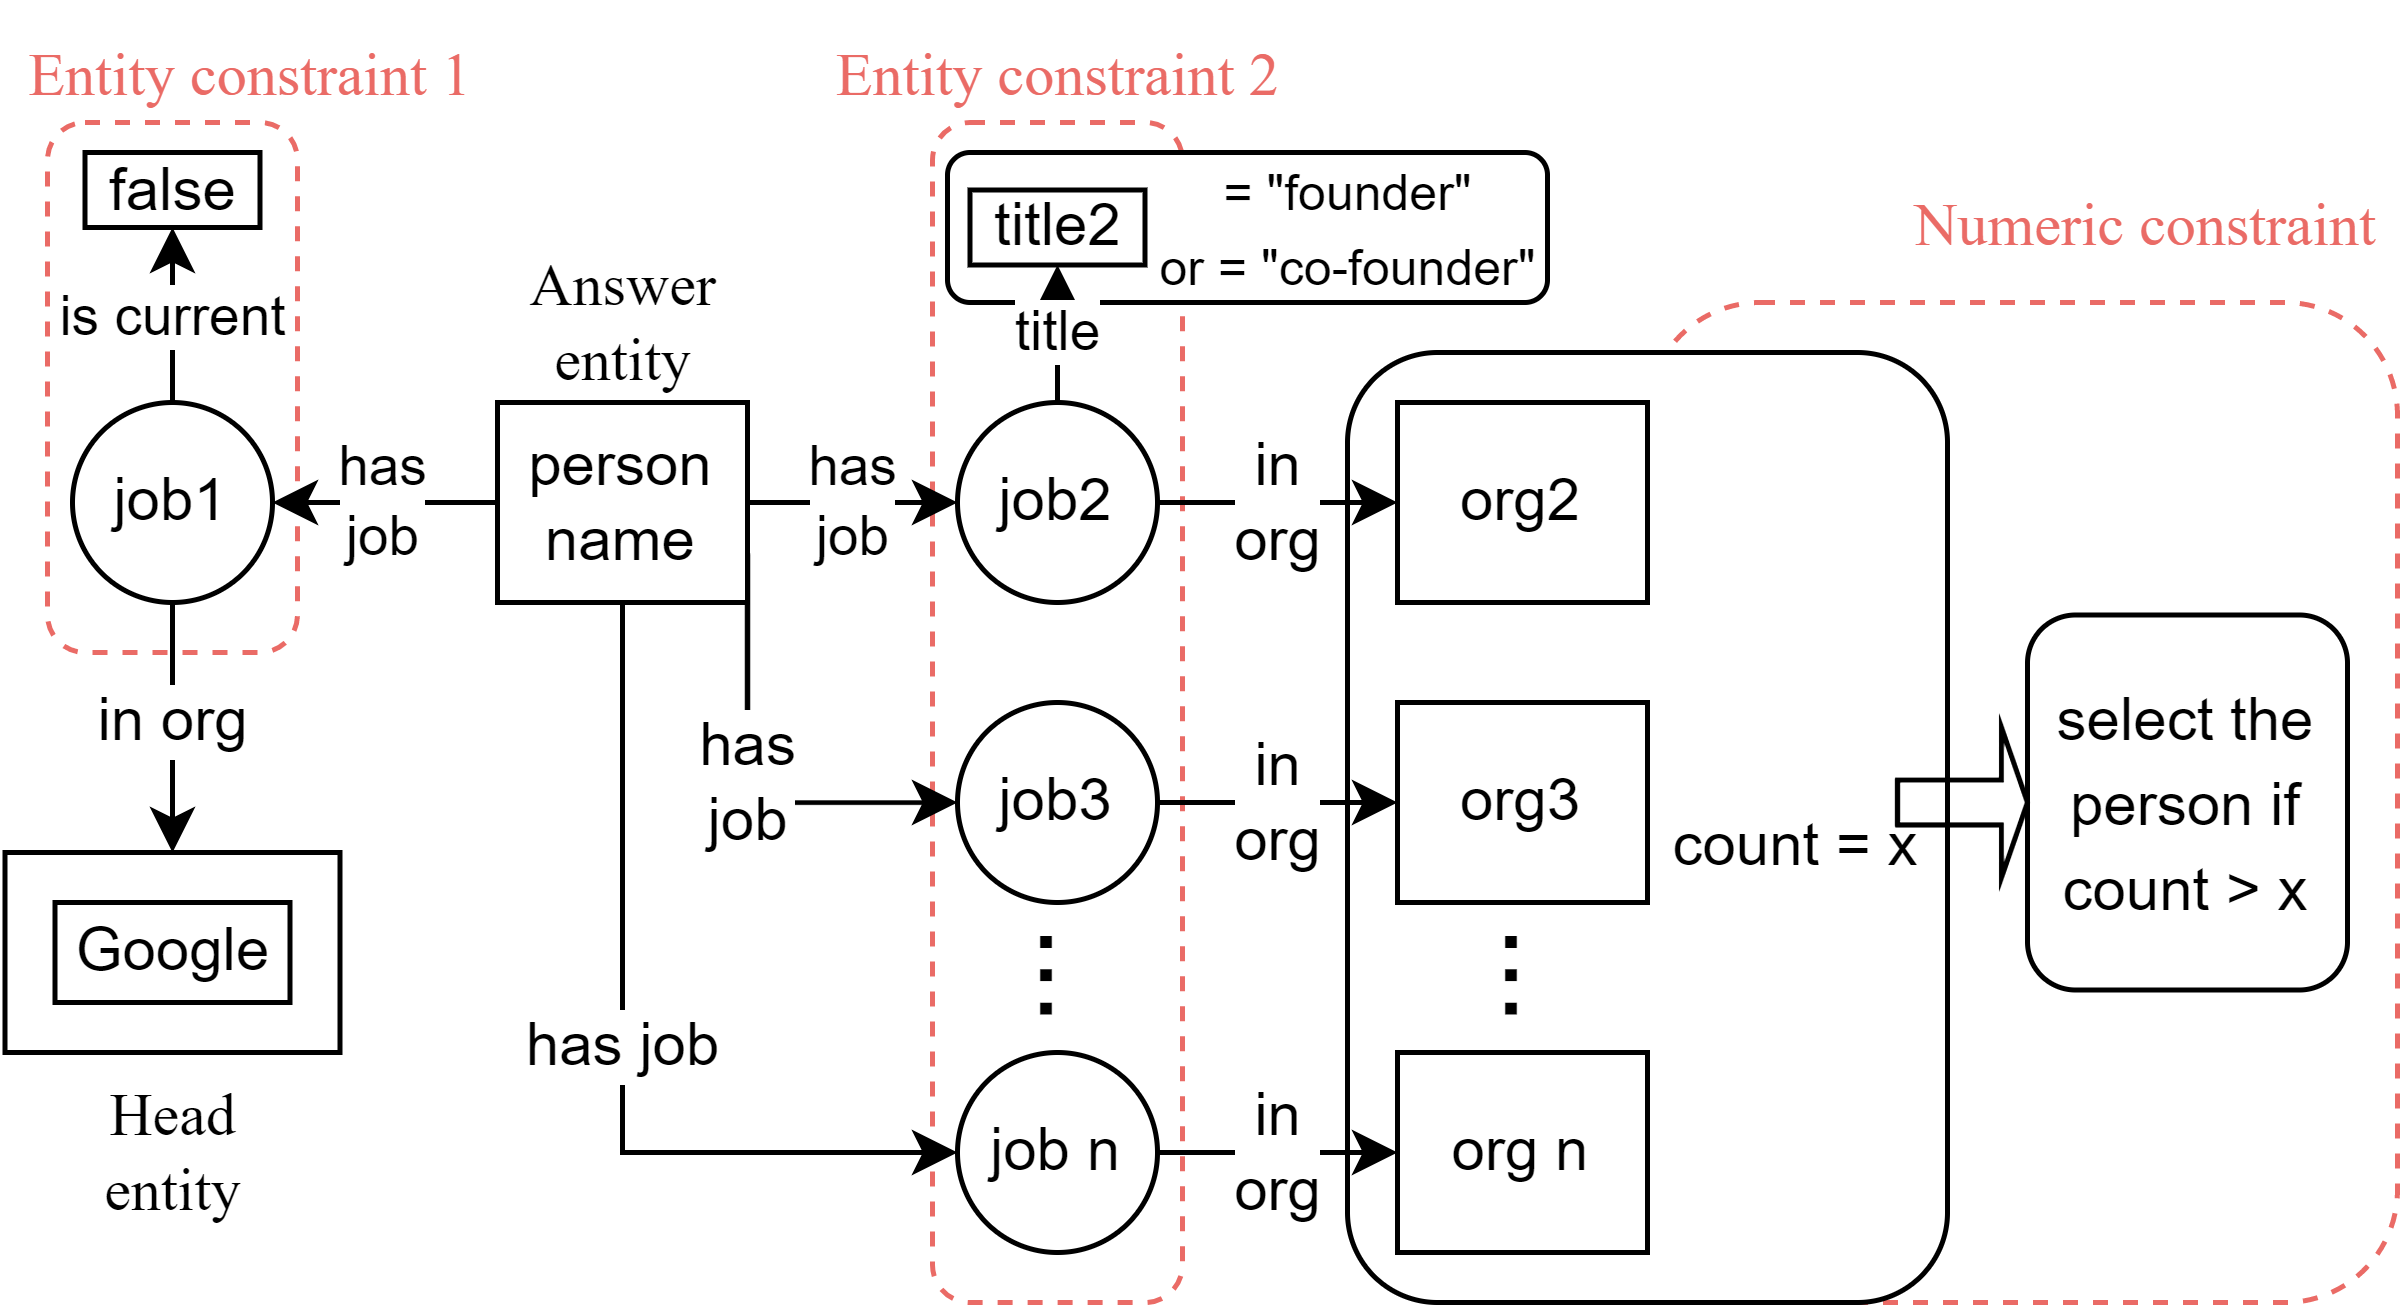 Entity constraint 1
false
is current
job1
in org
Google
Head
entity
has
job
Answer
entity
person
name
has
job
has
job
has job
Entity constraint 2
title2
= "founder"
or = "co-founder"
title
job2
job3
job n
in
org
in
org
in
org
Numeric constraint
org2
org3
org n
count = x
select the
person if
count > x